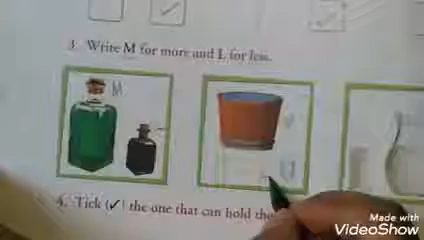 3. Write M for more and L for less.
M
4. Tick (✓) the one that can hold the
Made with
VideoShow